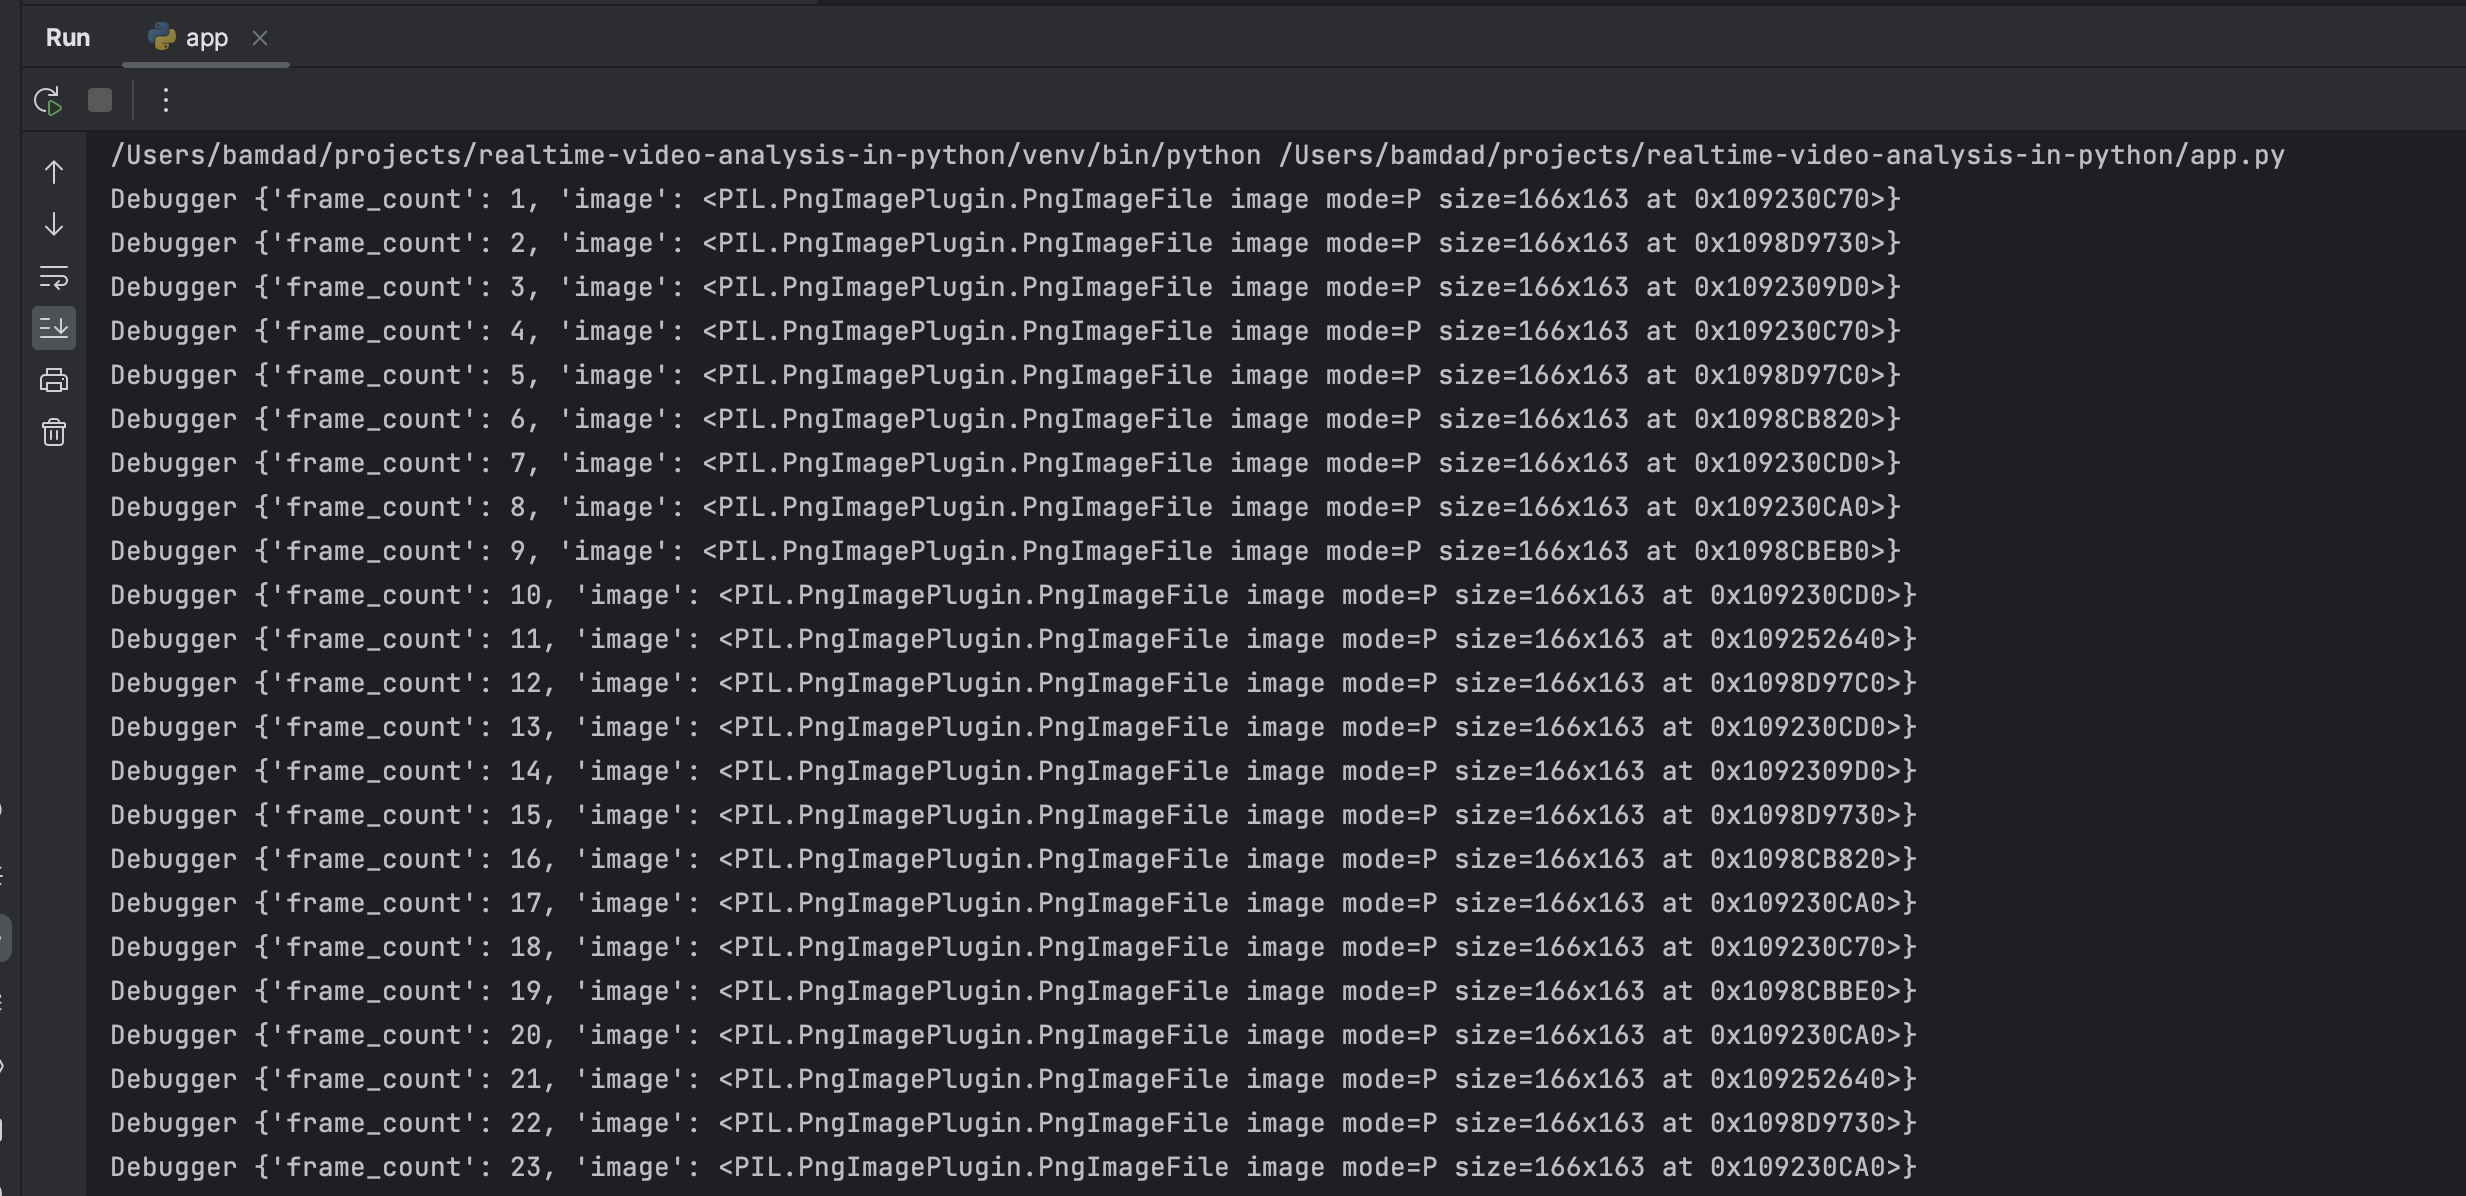 Run app
/Users/bamdad/projects/realtime-video-analysis-in-python/venv/bin/python /Users/bamdad/projects/realtime-video-analysis-in-python/app.py
Debugger {'frame_count': 1, 'image': <PIL.PngImagePlugin.PngImageFile image mode=P size=166x163 at 0x109230C70>}
Debugger {'frame_count': 2, 'image': <PIL.PngImagePlugin.PngImageFile image mode=P size=166x163 at 0x1098D9730>}
Debugger {'frame_count': 3, 'image': <PIL.PngImagePlugin.PngImageFile image mode=P size=166x163 at 0x1092309D0>}
Debugger {'frame_count': 4, 'image': <PIL.PngImagePlugin.PngImageFile image mode=P size=166x163 at 0x109230C70>}
Debugger {'frame_count': 5, 'image': <PIL.PngImagePlugin.PngImageFile image mode=P size=166x163 at 0x1098D97C0>}
Debugger {'frame_count': 6, 'image': <PIL.PngImagePlugin.PngImageFile image mode=P size=166x163 at 0x1098CB820>}
Debugger {'frame_count': 7, 'image': <PIL.PngImagePlugin.PngImageFile image mode=P size=166x163 at 0x109230CD0>}
Debugger {'frame_count': 8, 'image': <PIL.PngImagePlugin.PngImageFile image mode=P size=166x163 at 0x109230CA0>}
Debugger {'frame_count': 9, 'image': <PIL.PngImagePlugin.PngImageFile image mode=P size=166x163 at 0x1098CBEB0>}
Debugger {'frame_count': 10, 'image': <PIL.PngImagePlugin.PngImageFile image mode=P size=166x163 at 0x109230CD0>}
Debugger {'frame_count': 11, 'image': <PIL.PngImagePlugin.PngImageFile image mode=P size=166x163 at 0x109252640>}
Debugger {'frame_count': 12, 'image': <PIL.PngImagePlugin.PngImageFile image mode=P size=166x163 at 0x1098D97C0>}
Debugger {'frame_count': 13, 'image': <PIL.PngImagePlugin.PngImageFile image mode=P size=166x163 at 0x109230CD0>}
Debugger {'frame_count': 14, 'image': <PIL.PngImagePlugin.PngImageFile image mode=P size=166x163 at 0x1092309D0>}
Debugger {'frame_count': 15, 'image': <PIL.PngImagePlugin.PngImageFile image mode=P size=166x163 at 0x1098D9730>}
Debugger {'frame_count': 16, 'image': <PIL.PngImagePlugin.PngImageFile image mode=P size=166x163 at 0x1098CB820>}
Debugger {'frame_count': 17, 'image': <PIL.PngImagePlugin.PngImageFile image mode=P size=166x163 at 0x109230CA0>}
Debugger {'frame_count': 18, 'image': <PIL.PngImagePlugin.PngImageFile image mode=P size=166x163 at 0x109230C70>}
Debugger {'frame_count': 19, 'image': <PIL.PngImagePlugin.PngImageFile image mode=P size=166x163 at 0x1098CBBE0>}
Debugger {'frame_count': 20, 'image': <PIL.PngImagePlugin.PngImageFile image mode=P size=166x163 at 0x109230CA0>}
Debugger {'frame_count': 21, 'image': <PIL.PngImagePlugin.PngImageFile image mode=P size=166x163 at 0x109252640>}
Debugger {'frame_count': 22, 'image': <PIL.PngImagePlugin.PngImageFile image mode=P size=166x163 at 0x1098D9730>}
Debugger {'frame_count': 23, 'image': <PIL.PngImagePlugin.PngImageFile image mode=P size=166x163 at 0x109230CA0>}